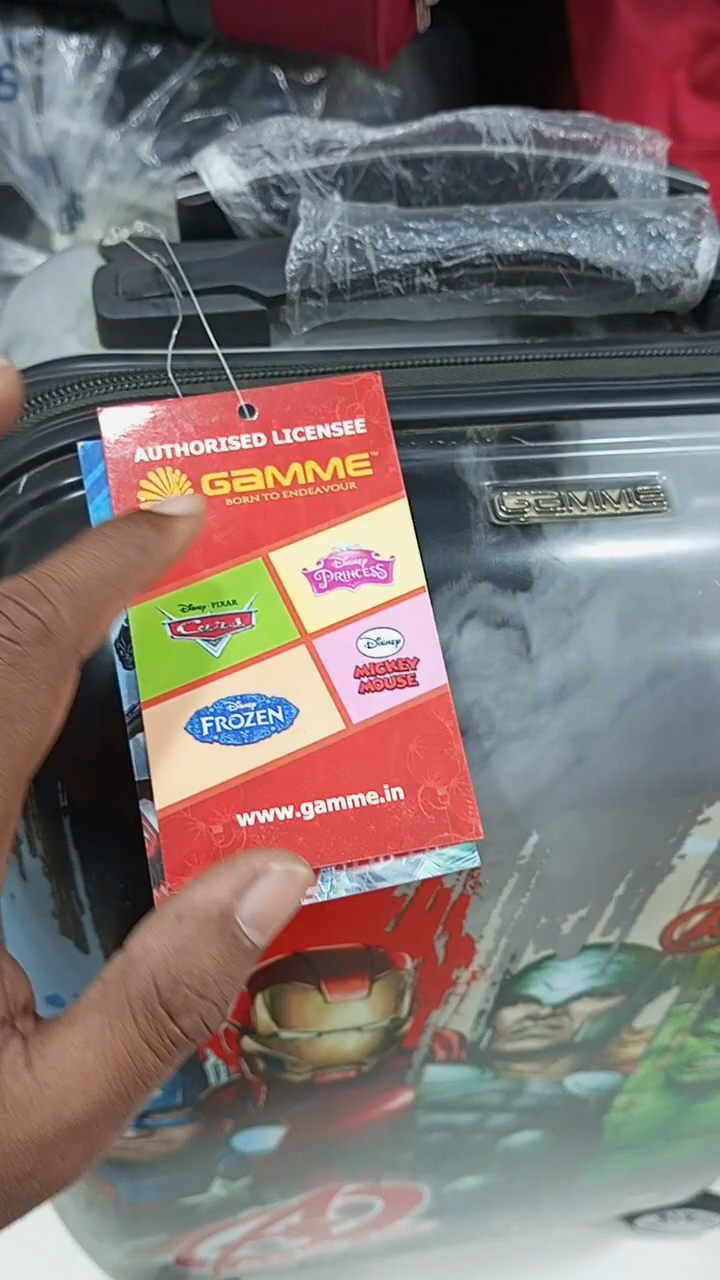 S
AUTHORISED LICENSEE
GAMME™
BORN TO ENDEAVOUR
GAMME
Disney PRINCESS
Disney·PIXAR
Cars
Disney
MICKEY
MOUSE
Disney
FROZEN
www.gamme.in